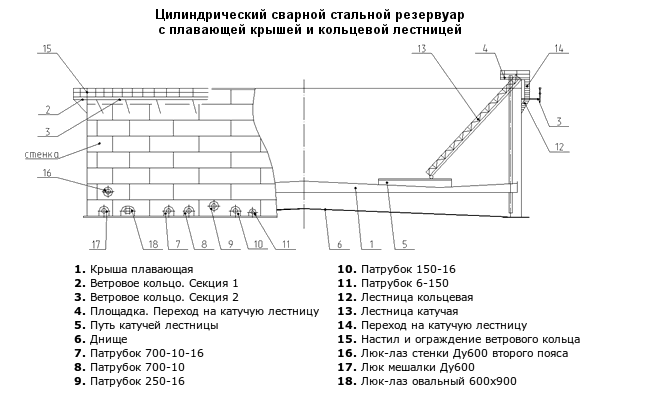 Цилиндрический сварной стальной резервуар
с плавающей крышей и кольцевой лестницей
15
13
4
14
2
3
3
стенка
12
16
17
18
7
8
9
10
11
6
1
5
1. Крыша плавающая
2. Ветровое кольцо. Секция 1
3. Ветровое кольцо. Секция 2
4. Площадка. Переход на катучую лестницу
5. Путь катучей лестницы
6. Днище
7. Патрубок 700-10-16
8. Патрубок 700-10
9. Патрубок 250-16
10. Патрубок 150-16
11. Патрубок 6-150
12. Лестница кольцевая
13. Лестница катучая
14. Переход на катучую лестницу
15. Настил и ограждение ветрового кольца
16. Люк-лаз стенки Ду600 второго пояса
17. Люк мешалки Ду600
18. Люк-лаз овальный 600х900